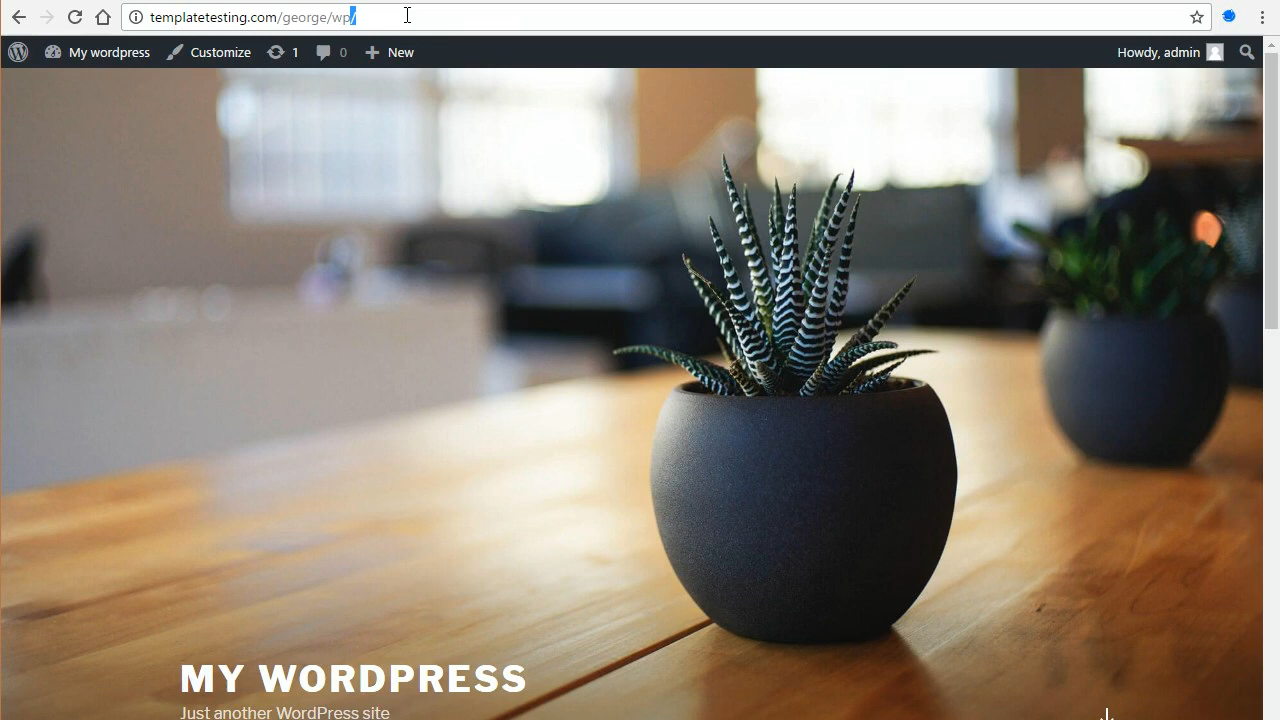 templatetesting.com/george/wp/
My wordpress Customize 1 0 New Howdy, admin
MY WORDPRESS
Just another WordPress site